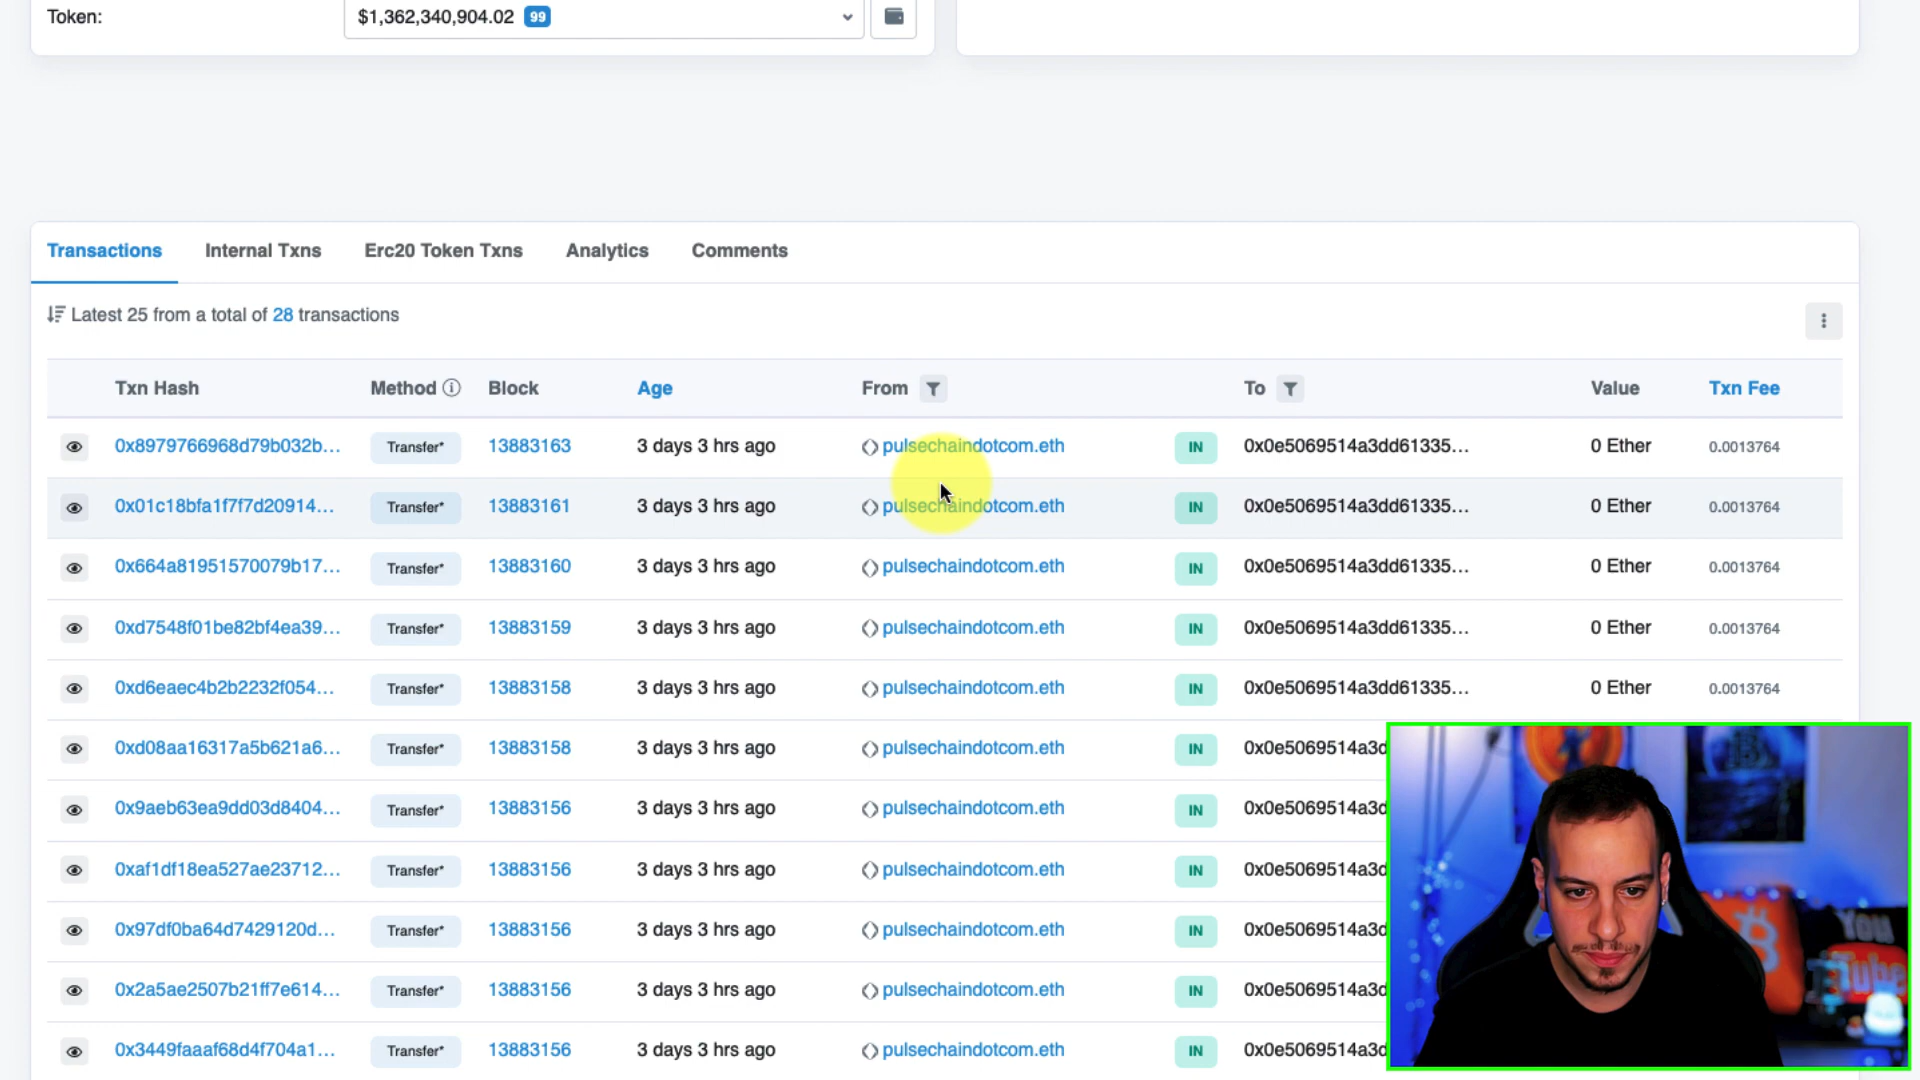 Token: $1,362,340,904.02 99
Transactions Internal Txns Erc20 Token Txns Analytics Comments
Latest 25 from a total of 28 transactions
Txn Hash Method Block Age From To Value Txn Fee
0x8979766968d79b032b... Transfer* 13883163 3 days 3 hrs ago pulsechaindotcom.eth IN 0x0e5069514a3dd61335... 0 Ether 0.0013764
0x01c18bfa1f7f7d20914... Transfer* 13883161 3 days 3 hrs ago pulsechaindotcom.eth IN 0x0e5069514a3dd61335... 0 Ether 0.0013764
0x664a81951570079b17... Transfer* 13883160 3 days 3 hrs ago pulsechaindotcom.eth IN 0x0e5069514a3dd61335... 0 Ether 0.0013764
0xd7548f01be82bf4ea39... Transfer* 13883159 3 days 3 hrs ago pulsechaindotcom.eth IN 0x0e5069514a3dd61335... 0 Ether 0.0013764
0xd6eaec4b2b2232f054... Transfer* 13883158 3 days 3 hrs ago pulsechaindotcom.eth IN 0x0e5069514a3dd61335... 0 Ether 0.0013764
0xd08aa16317a5b621a6... Transfer* 13883158 3 days 3 hrs ago pulsechaindotcom.eth IN 0x0e5069514a3d
0x9aeb63ea9dd03d8404... Transfer* 13883156 3 days 3 hrs ago pulsechaindotcom.eth IN 0x0e5069514a3d
0xaf1df18ea527ae23712... Transfer* 13883156 3 days 3 hrs ago pulsechaindotcom.eth IN 0x0e5069514a3d
0x97df0ba64d7429120d... Transfer* 13883156 3 days 3 hrs ago pulsechaindotcom.eth IN 0x0e5069514a3d
0x2a5ae2507b21ff7e614... Transfer* 13883156 3 days 3 hrs ago pulsechaindotcom.eth IN 0x0e5069514a3d
0x3449faaaf68d4f704a1... Transfer* 13883156 3 days 3 hrs ago pulsechaindotcom.eth IN 0x0e5069514a3d
You
Tube